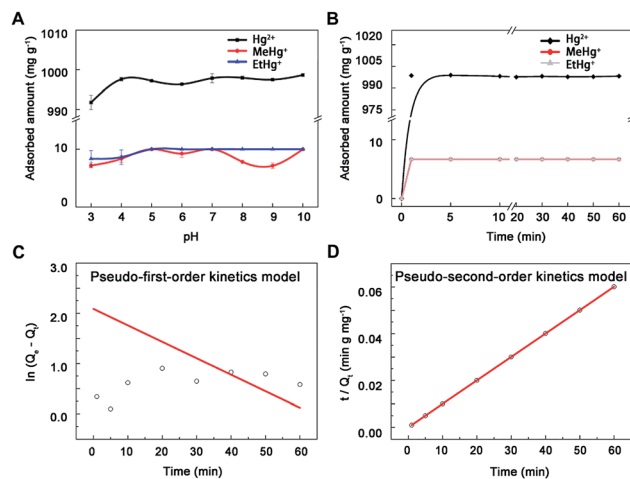 A
Adsorbed amount (mg g⁻¹)
1010
1000
990
10
0
Hg²⁺
MeHg⁺
EtHg⁺
3 4 5 6 7 8 9 10
pH
B
Adsorbed amount (mg g⁻¹)
1020
998
975
10
0
Hg²⁺
MeHg⁺
EtHg⁺
0 5 10 20 30 40 50 60
Time (min)
C
Pseudo-first-order kinetics model
ln (Qₑ - Qₜ)
3.0
2.0
1.0
0.0
0 10 20 30 40 50 60
Time (min)
D
Pseudo-second-order kinetics model
t / Qₜ (min g mg⁻¹)
0.06
0.04
0.02
0.00
0 10 20 30 40 50 60
Time (min)